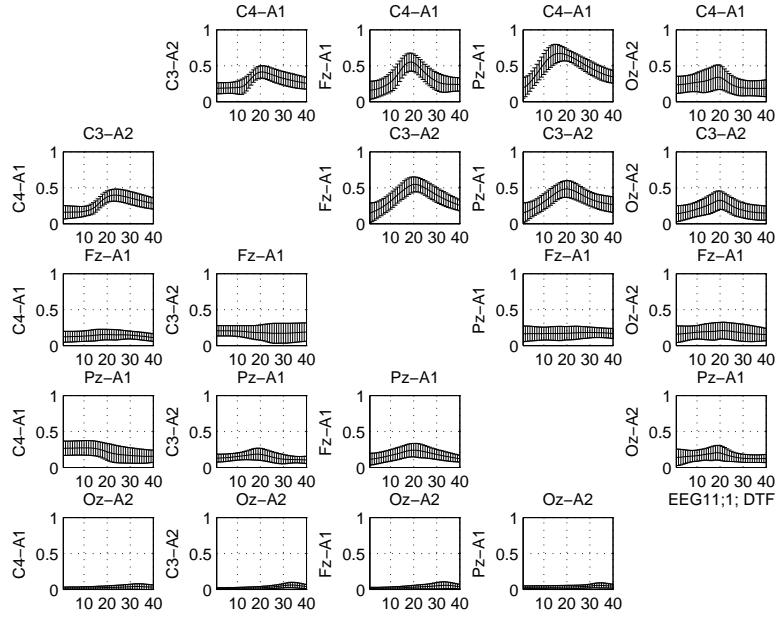 C4−A1 C4−A1 C4−A1 C4−A1
1 1 1 1
C3−A2 Fz−A1 Pz−A1 Oz−A2
0.5 0.5 0.5 0.5
0 0 0 0
10 20 30 40 10 20 30 40 10 20 30 40 10 20 30 40
C3−A2 C3−A2 C3−A2 C3−A2
1 1 1 1
C4−A1 Fz−A1 Pz−A1 Oz−A2
0.5 0.5 0.5 0.5
0 0 0 0
10 20 30 40 10 20 30 40 10 20 30 40 10 20 30 40
Fz−A1 Fz−A1 Fz−A1 Fz−A1
1 1 1 1
C4−A1 C3−A2 Pz−A1 Oz−A2
0.5 0.5 0.5 0.5
0 0 0 0
10 20 30 40 10 20 30 40 10 20 30 40 10 20 30 40
Pz−A1 Pz−A1 Pz−A1 Pz−A1
1 1 1 1
C4−A1 C3−A2 Fz−A1 Oz−A2
0.5 0.5 0.5 0.5
0 0 0 0
10 20 30 40 10 20 30 40 10 20 30 40 10 20 30 40
EEG11;1; DTF
Oz−A2 Oz−A2 Oz−A2 Oz−A2
1 1 1 1
C4−A1 C3−A2 Fz−A1 Pz−A1
0.5 0.5 0.5 0.5
0 0 0 0
10 20 30 40 10 20 30 40 10 20 30 40 10 20 30 40